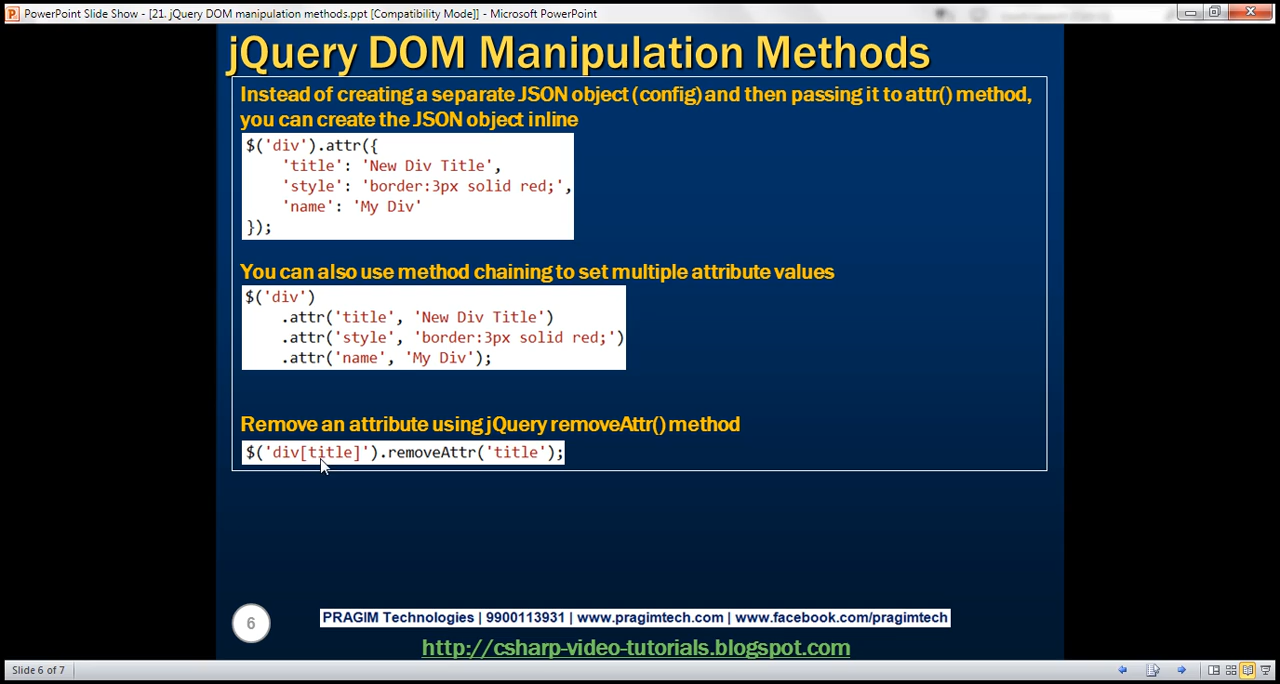 PowerPoint Slide Show - [21. jQuery DOM manipulation methods.ppt [Compatibility Mode]] - Microsoft PowerPoint
jQuery DOM Manipulation Methods
Instead of creating a separate JSON object (config) and then passing it to attr() method,
you can create the JSON object inline
$('div').attr({
'title': 'New Div Title',
'style': 'border:3px solid red;',
'name': 'My Div'
});
You can also use method chaining to set multiple attribute values
$('div')
.attr('title', 'New Div Title')
.attr('style', 'border:3px solid red;')
.attr('name', 'My Div');
Remove an attribute using jQuery removeAttr() method
$('div[title]').removeAttr('title');
6
PRAGIM Technologies | 9900113931 | www.pragimtech.com | www.facebook.com/pragimtech
http://csharp-video-tutorials.blogspot.com
Slide 6 of 7